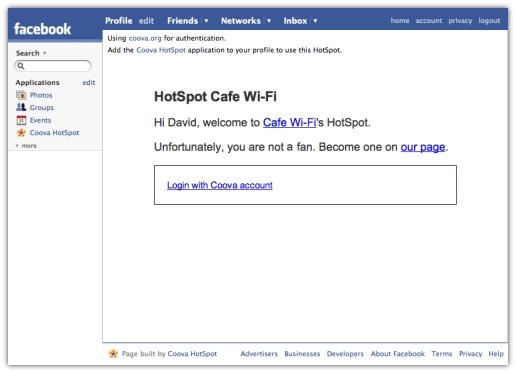 facebook
Profile edit Friends Networks Inbox home account privacy logout
Search
Applications edit
Photos
Groups
Events
Coova HotSpot
more
Using coova.org for authentication.
Add the Coova HotSpot application to your profile to use this HotSpot.
HotSpot Cafe Wi-Fi
Hi David, welcome to Cafe Wi-Fi's HotSpot.
Unfortunately, you are not a fan. Become one on our page.
Login with Coova account
Page built by Coova HotSpot Advertisers Businesses Developers About Facebook Terms Privacy Help